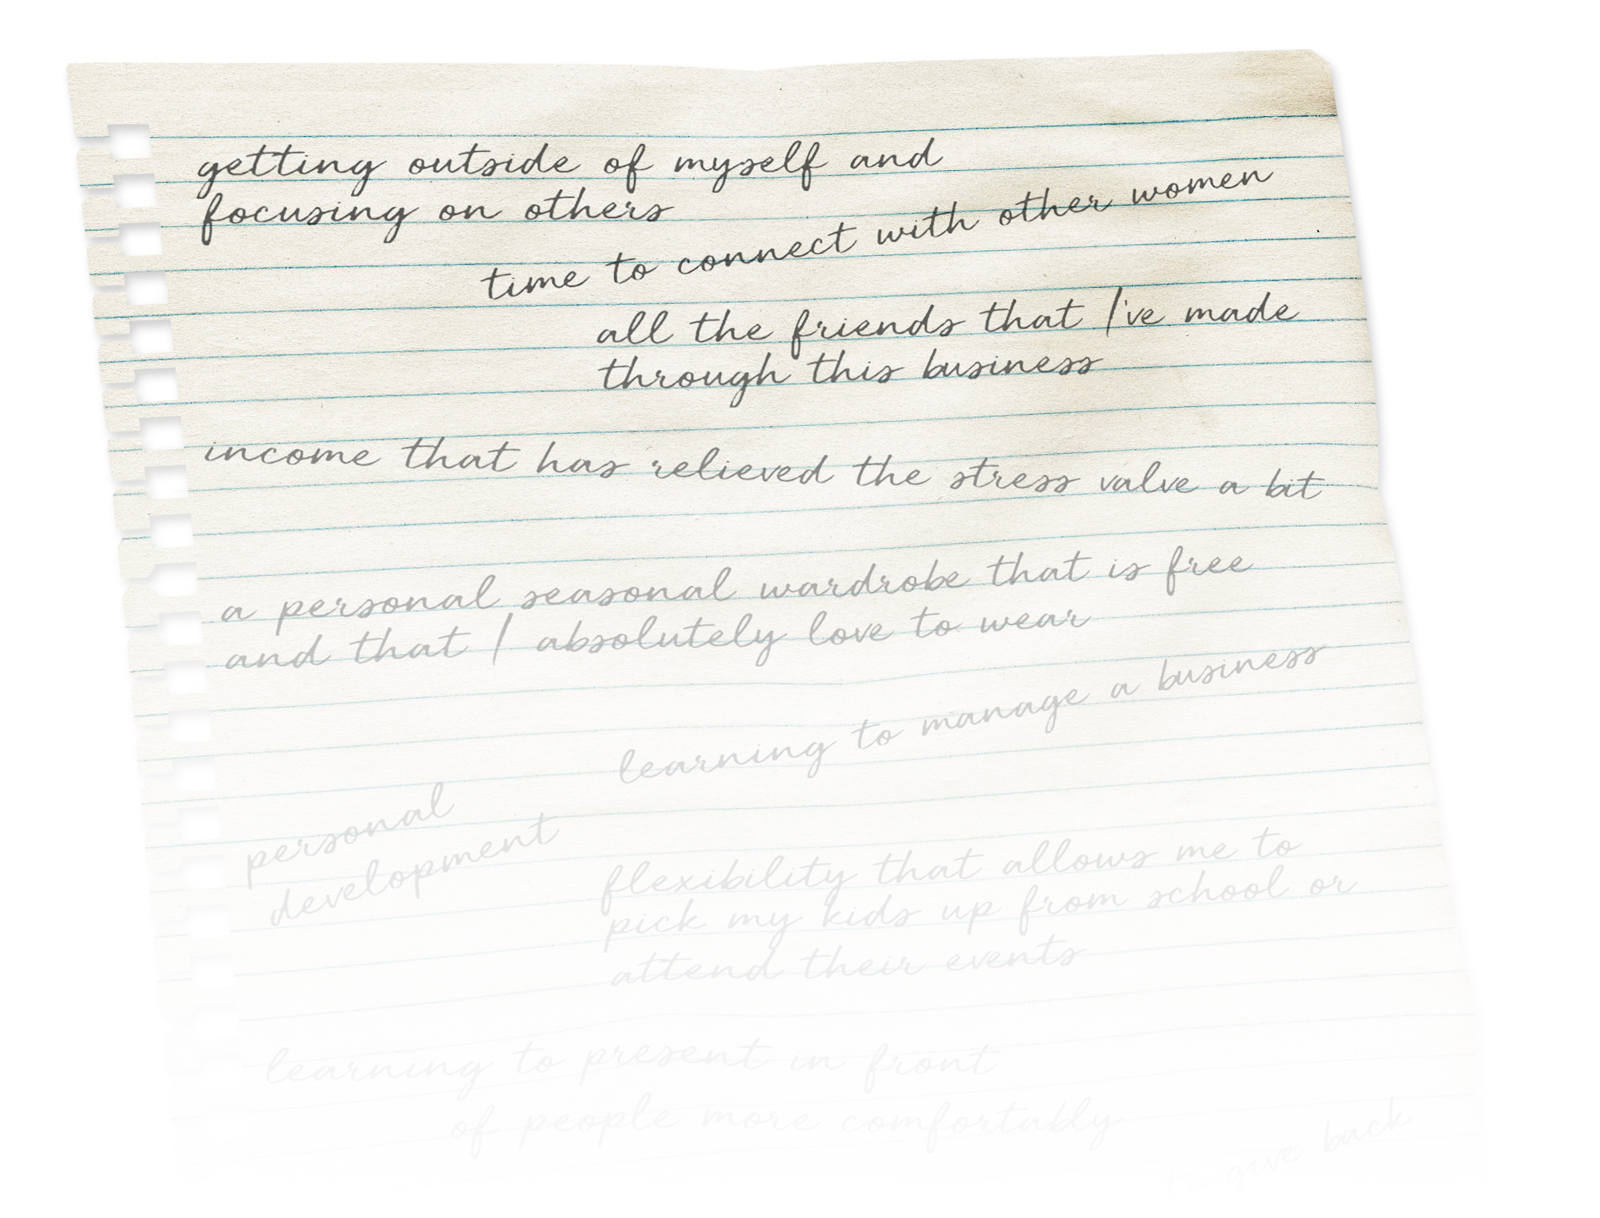 getting outside of myself and
focusing on others
time to connect with other women
all the friends that I've made
through this business
income that has relieved the stress valve a bit
a personal seasonal wardrobe that is free
and that I absolutely love to wear
learning to manage a business
personal
development
flexibility that allows me to
pick my kids up from school or
attend their events
learning to present in front
of people more comfortably
give back